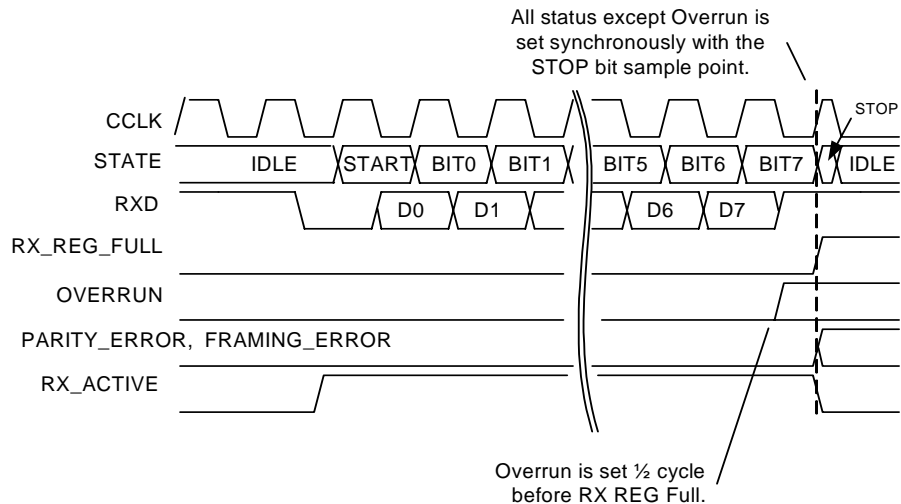 All status except Overrun is
set synchronously with the
STOP bit sample point.
CCLK
STOP
STATE
IDLE START BIT0 BIT1 BIT5 BIT6 BIT7 IDLE
RXD
D0 D1 D6 D7
RX_REG_FULL
OVERRUN
PARITY_ERROR, FRAMING_ERROR
RX_ACTIVE
Overrun is set ½ cycle
before RX REG Full.